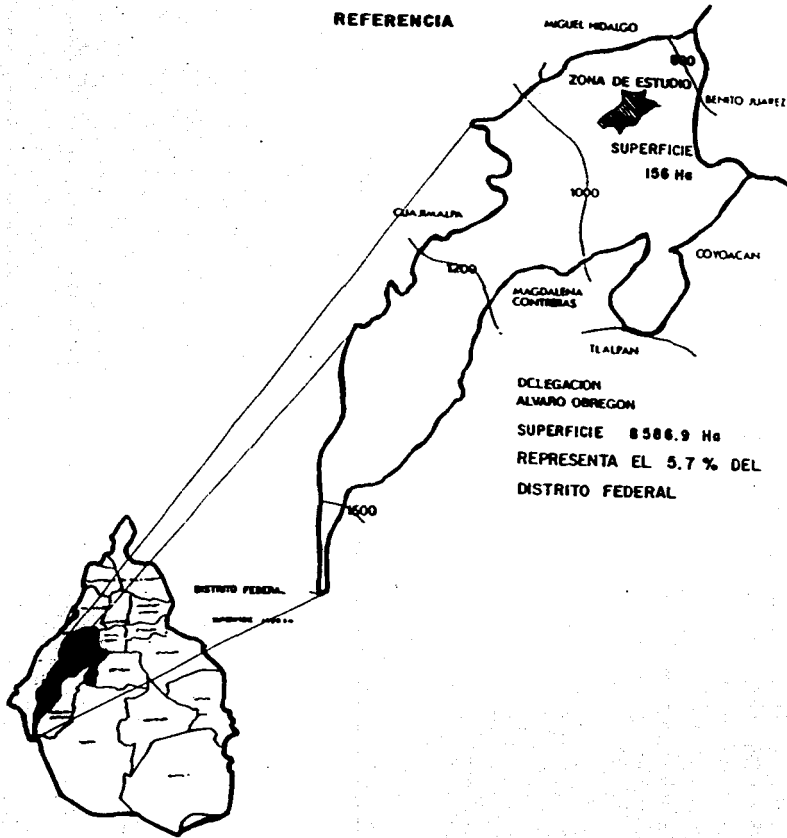 REFERENCIA
MIGUEL HIDALGO
800
ZONA DE ESTUDIO
BENITO JUAREZ
SUPERFICIE
156 Ha
1000
CUAJIMALPA
1200
COYOACAN
MAGDALENA
CONTRERAS
TLALPAN
DELEGACION
ALVARO OBREGON
SUPERFICIE 8586.9 Ha
REPRESENTA EL 5.7 % DEL
DISTRITO FEDERAL
1600
DISTRITO FEDERAL